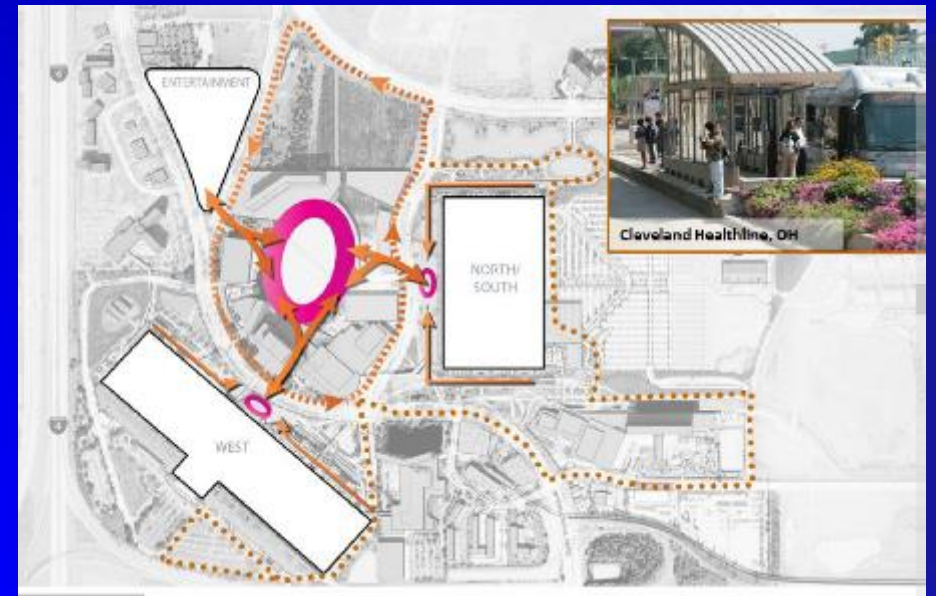 ENTERTAINMENT
NORTH/
SOUTH
WEST
Cleveland Healthline, OH